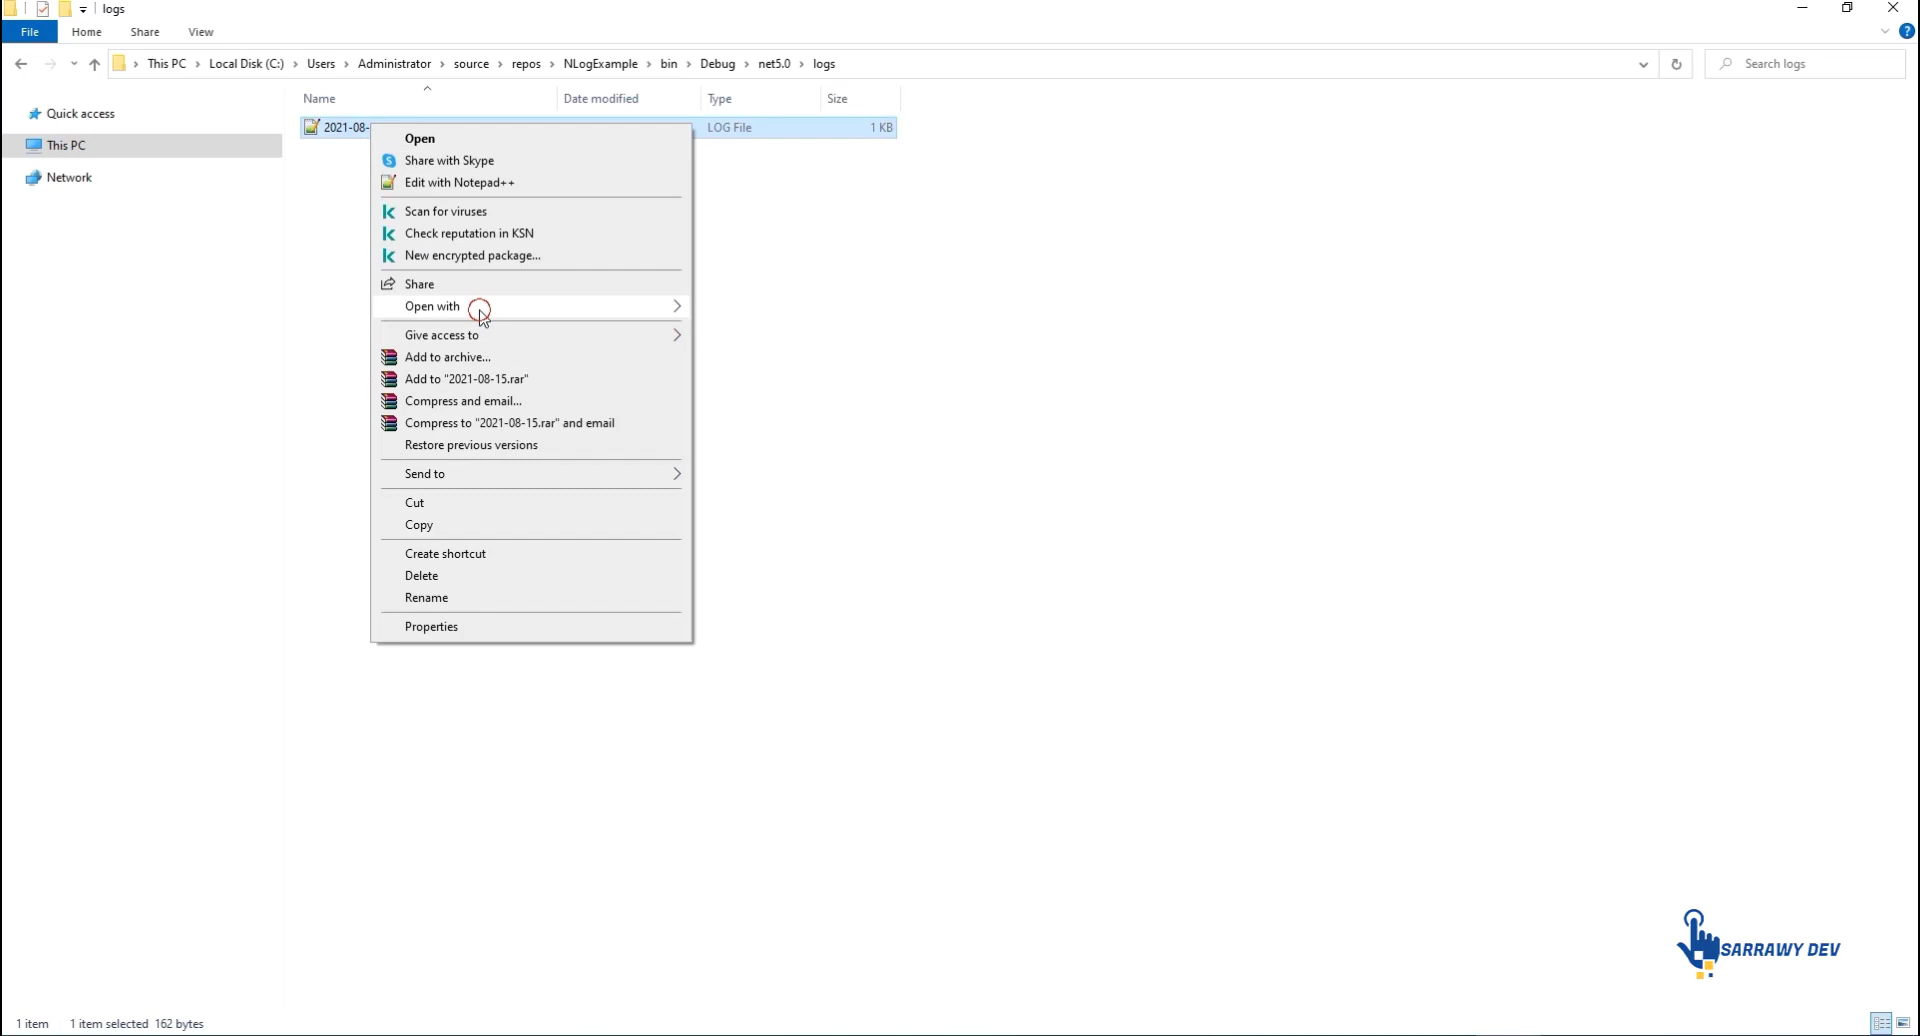 logs
File Home Share View
This PC Local Disk (C:) Users Administrator source repos NLogExample bin Debug net5.0 logs
Search logs
Name Date modified Type Size
Quick access
This PC
Network
2021-08- LOG File 1 KB
Open
Share with Skype
Edit with Notepad++
Scan for viruses
Check reputation in KSN
New encrypted package...
Share
Open with
Give access to
Add to archive...
Add to "2021-08-15.rar"
Compress and email...
Compress to "2021-08-15.rar" and email
Restore previous versions
Send to
Cut
Copy
Create shortcut
Delete
Rename
Properties
SARRAWY DEV
1 item 1 item selected 162 bytes